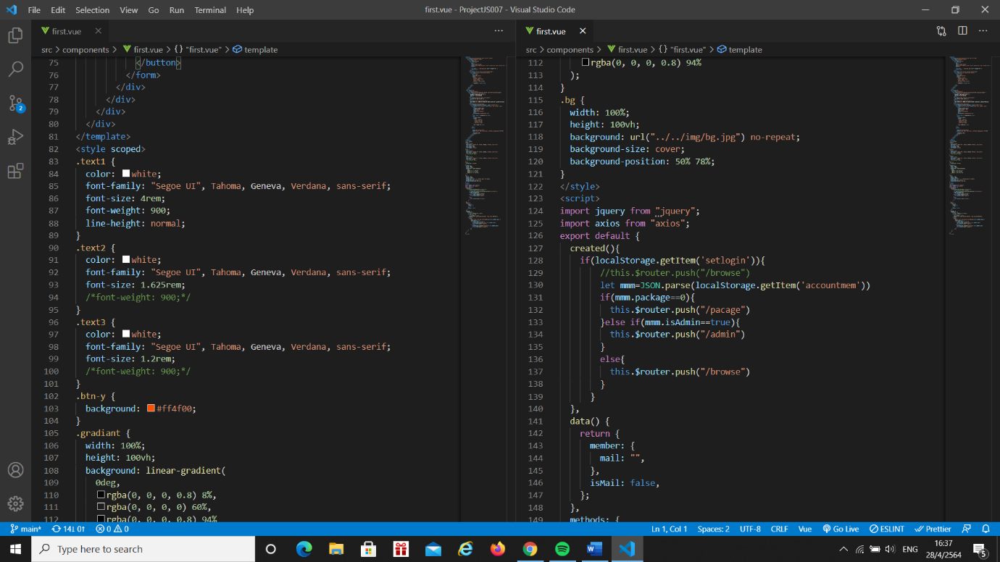 File Edit Selection View Go Run Terminal Help
first.vue - ProjectJS007 - Visual Studio Code
first.vue
src > components > first.vue > {} "first.vue" > template
75 </button>
76 </form>
77 </div>
78 </div>
79 </div>
80 </div>
81 </template>
82 <style scoped>
83 .text1 {
84 color: white;
85 font-family: "Segoe UI", Tahoma, Geneva, Verdana, sans-serif;
86 font-size: 4rem;
87 font-weight: 900;
88 line-height: normal;
89 }
90 .text2 {
91 color: white;
92 font-family: "Segoe UI", Tahoma, Geneva, Verdana, sans-serif;
93 font-size: 1.625rem;
94 /*font-weight: 900;*/
95 }
96 .text3 {
97 color: white;
98 font-family: "Segoe UI", Tahoma, Geneva, Verdana, sans-serif;
99 font-size: 1.2rem;
100 /*font-weight: 900;*/
101 }
102 .btn-y {
103 background: #ff4f00;
104 }
105 .gradiant {
106 width: 100%;
107 height: 100vh;
108 background: linear-gradient(
109 0deg,
110 rgba(0, 0, 0, 0.8) 8%,
111 rgba(0, 0, 0, 0) 60%,
112 rgba(0, 0, 0, 0.8) 94%
first.vue
src > components > first.vue > {} "first.vue" > template
112 rgba(0, 0, 0, 0.8) 94%
113 );
114 }
115 .bg {
116 width: 100%;
117 height: 100vh;
118 background: url("../../img/bg.jpg") no-repeat;
119 background-size: cover;
120 background-position: 50% 78%;
121 }
122 </style>
123 <script>
124 import jquery from "jquery";
125 import axios from "axios";
126 export default {
127 created(){
128 if(localStorage.getItem('setlogin')){
129 //this.$router.push("/browse")
130 let mmm=JSON.parse(localStorage.getItem('accountmem'))
131 if(mmm.package==0){
132 this.$router.push("/pacage")
133 }else if(mmm.isAdmin==true){
134 this.$router.push("/admin")
135 }
136 else{
137 this.$router.push("/browse")
138 }
139 }
140 },
141 data() {
142 return {
143 member: {
144 mail: "",
145 },
146 isMail: false,
147 };
148 },
149 methods: {
2
main* 14↓ 0↑ 0 0
Ln 1, Col 1 Spaces: 2 UTF-8 CRLF Vue Go Live ESLINT Prettier
Type here to search
ENG
16:37
28/4/2564
5